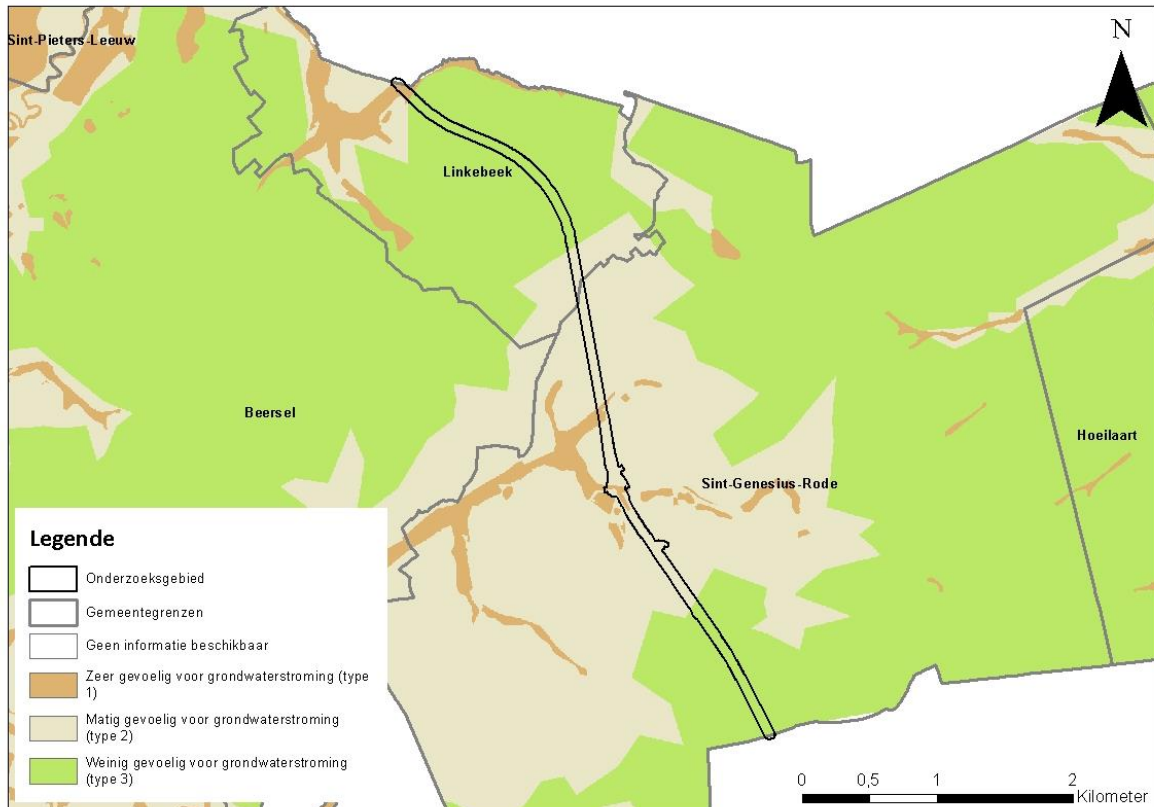 Sint-Pieters-Leeuw
N
Linkebeek
Beersel
Hoeilaart
Sint-Genesius-Rode
Legende
Onderzoeksgebied
Gemeentegrenzen
Geen informatie beschikbaar
Zeer gevoelig voor grondwaterstroming (type
1)
Matig gevoelig voor grondwaterstroming
(type 2)
Weinig gevoelig voor grondwaterstroming
(type 3)
0 0,5 1 2
Kilometer